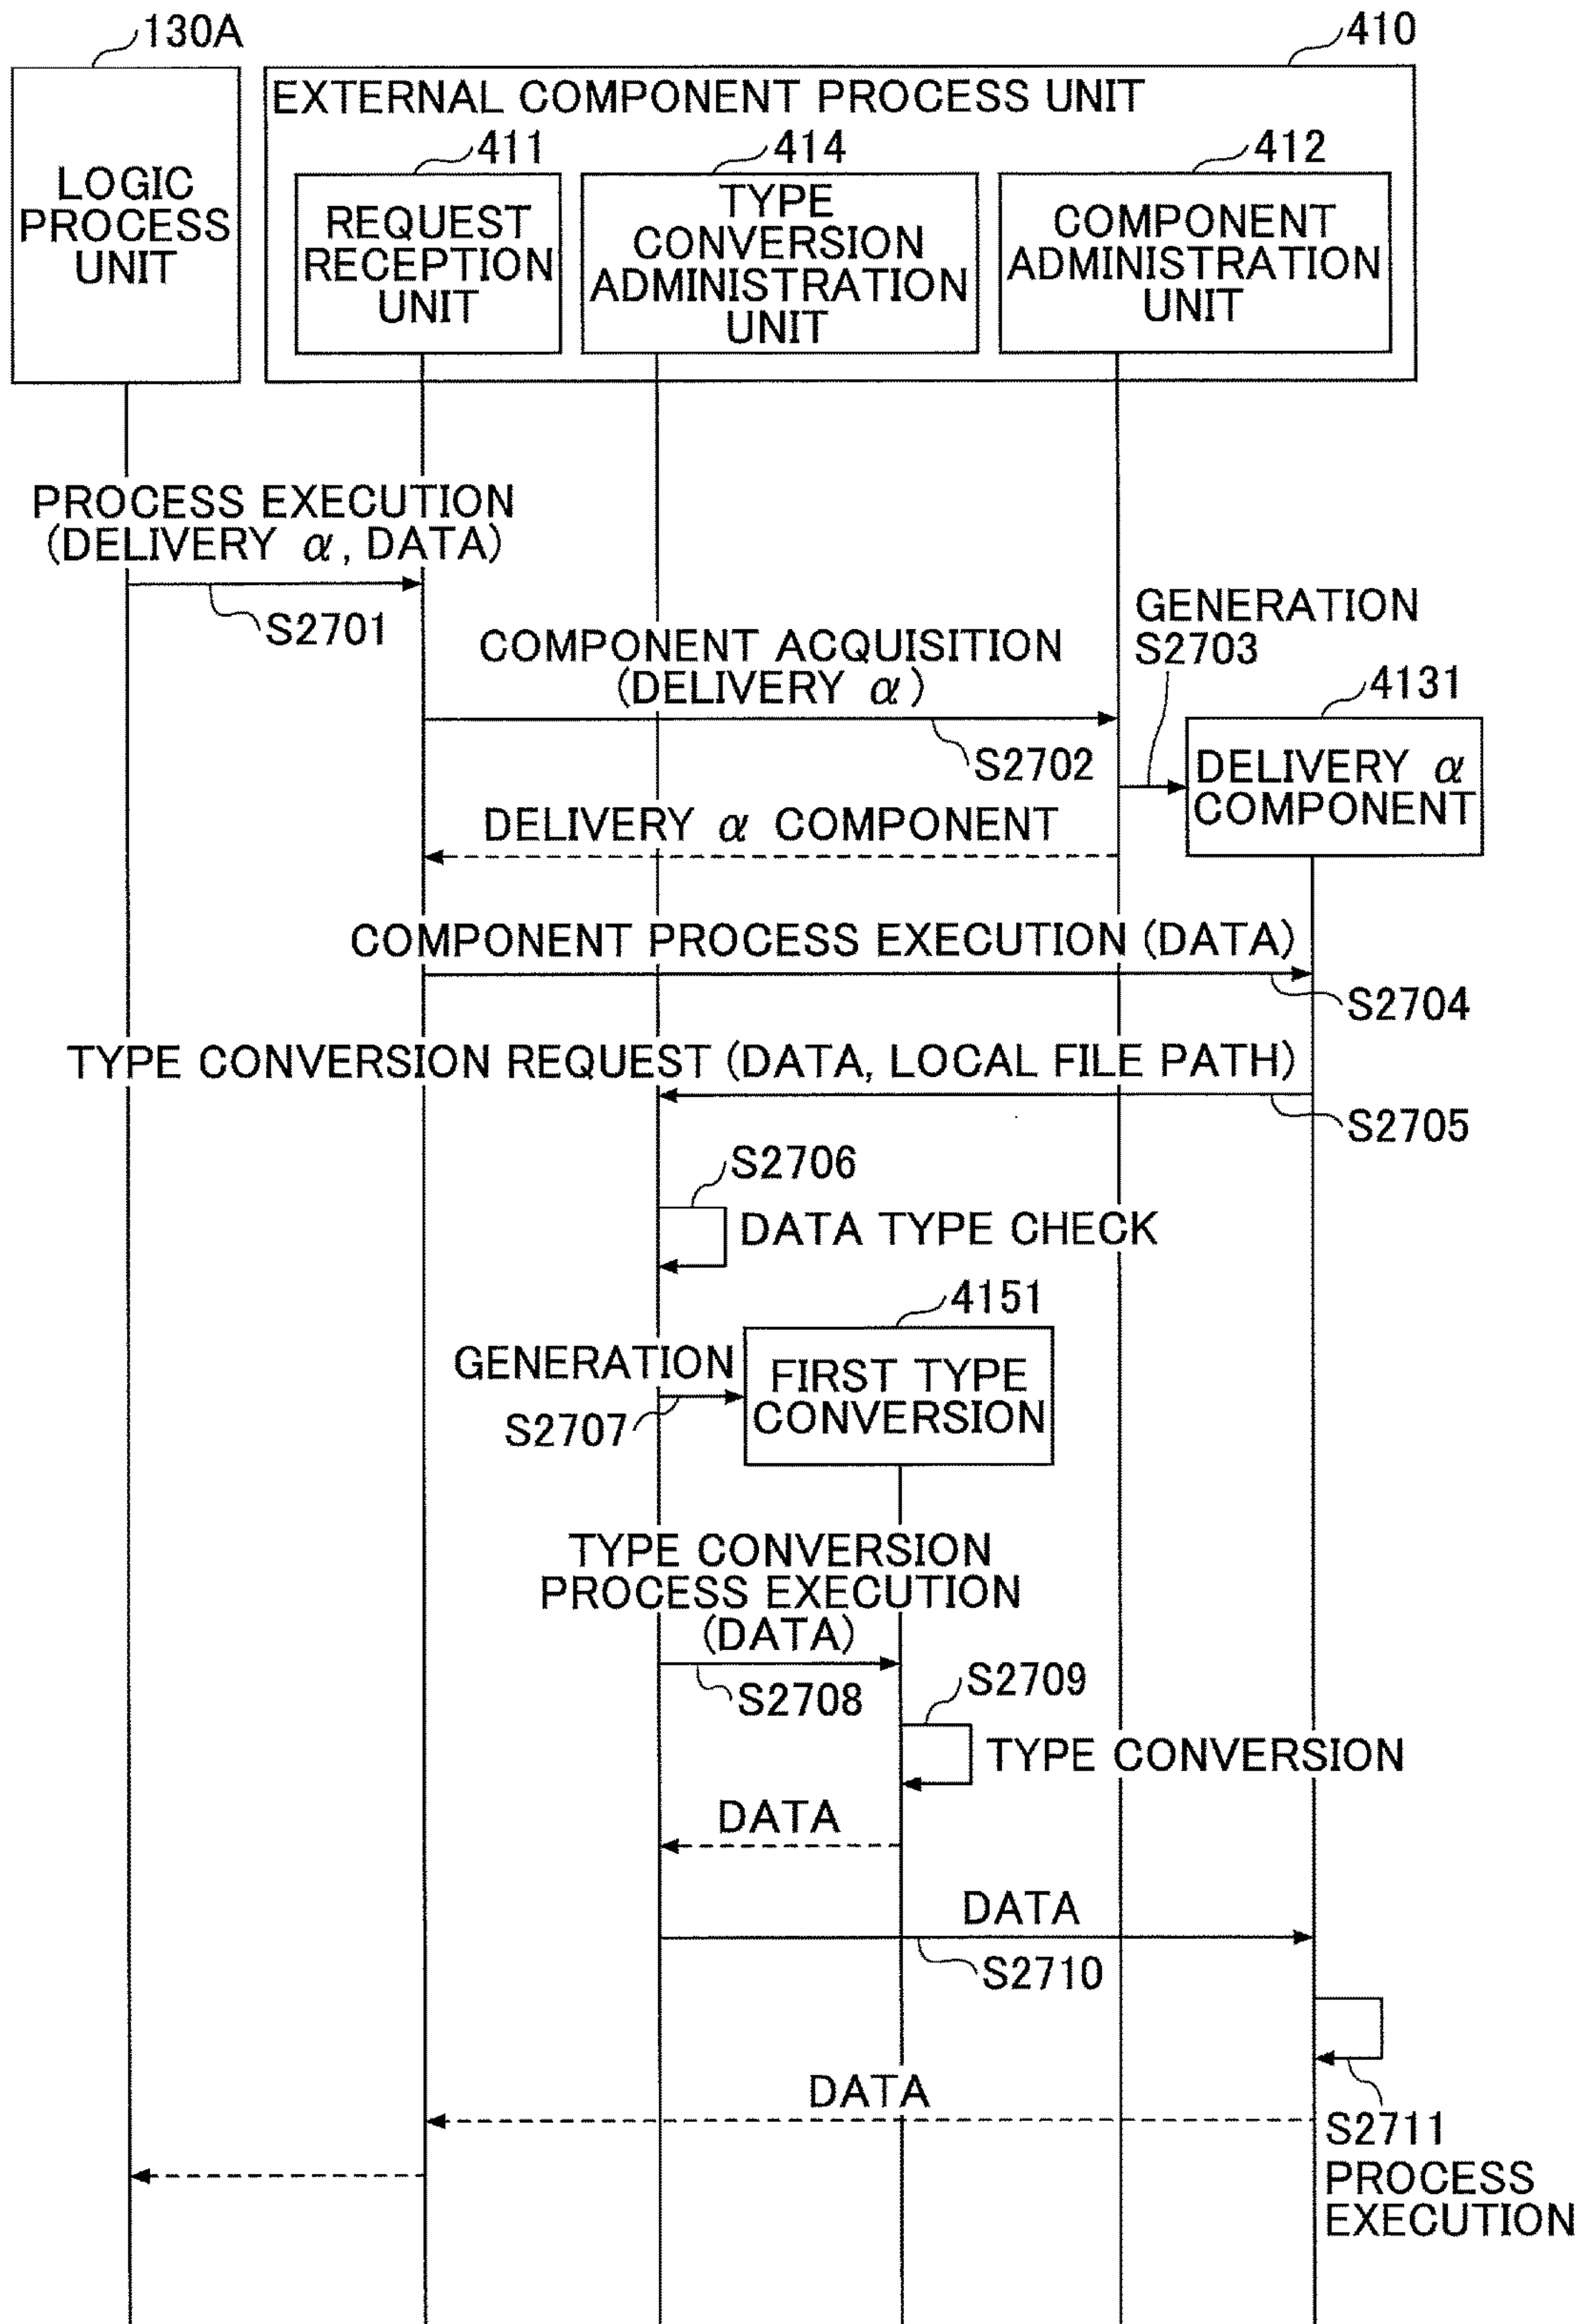 130A
410
EXTERNAL COMPONENT PROCESS UNIT
LOGIC
PROCESS
UNIT
411
REQUEST
RECEPTION
UNIT
414
TYPE
CONVERSION
ADMINISTRATION
UNIT
412
COMPONENT
ADMINISTRATION
UNIT
PROCESS EXECUTION
(DELIVERY α, DATA)
S2701
COMPONENT ACQUISITION
(DELIVERY α)
S2702
GENERATION
S2703
4131
DELIVERY α
COMPONENT
DELIVERY α COMPONENT
COMPONENT PROCESS EXECUTION (DATA)
S2704
TYPE CONVERSION REQUEST (DATA, LOCAL FILE PATH)
S2705
S2706
DATA TYPE CHECK
4151
GENERATION
S2707
FIRST TYPE
CONVERSION
TYPE CONVERSION
PROCESS EXECUTION
(DATA)
S2708
S2709
TYPE CONVERSION
DATA
DATA
S2710
DATA
S2711
PROCESS
EXECUTION